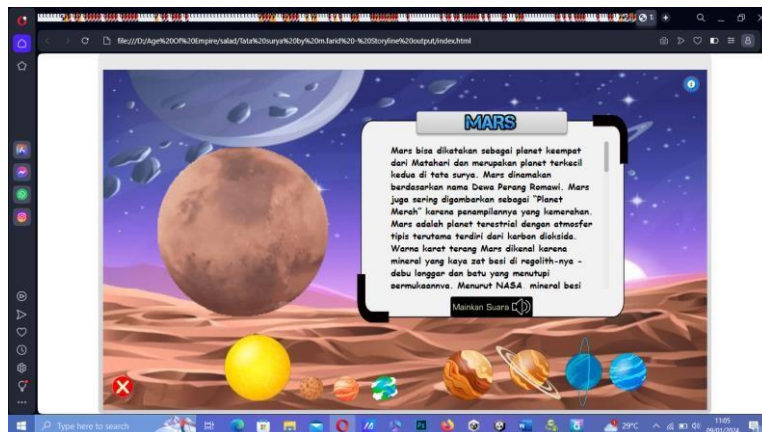 file:///D:/Age%20Of%20Empire/salad/Tata%20surya%20by%20m.farid%20-%20Storyline%20output/index.html
MARS
Mars bisa dikatakan sebagai planet keempat
dari Matahari dan merupakan planet terkecil
kedua di tata surya. Mars dinamakan
berdasarkan nama Dewa Perang Romawi. Mars
juga sering digambarkan sebagai "Planet
Merah" karena penampilannya yang kemerahan.
Mars adalah planet terestrial dengan atmosfer
tipis terutama terdiri dari karbon dioksida.
Warna karat terang Mars dikenal karena
mineral yang kaya zat besi di regolith-nya -
debu longgar dan batu yang menutupi
permukaannya. Menurut NASA, mineral besi
Mainkan Suara
Type here to search
29°C
11:05
09/01/2024